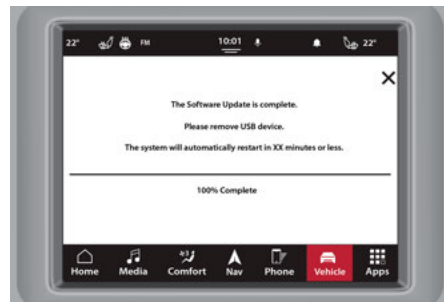 22° FM 10:01 22°
X
The Software Update is complete.
Please remove USB device.
The system will automatically restart in XX minutes or less.
100% Complete
Home Media Comfort Nav Phone Vehicle Apps